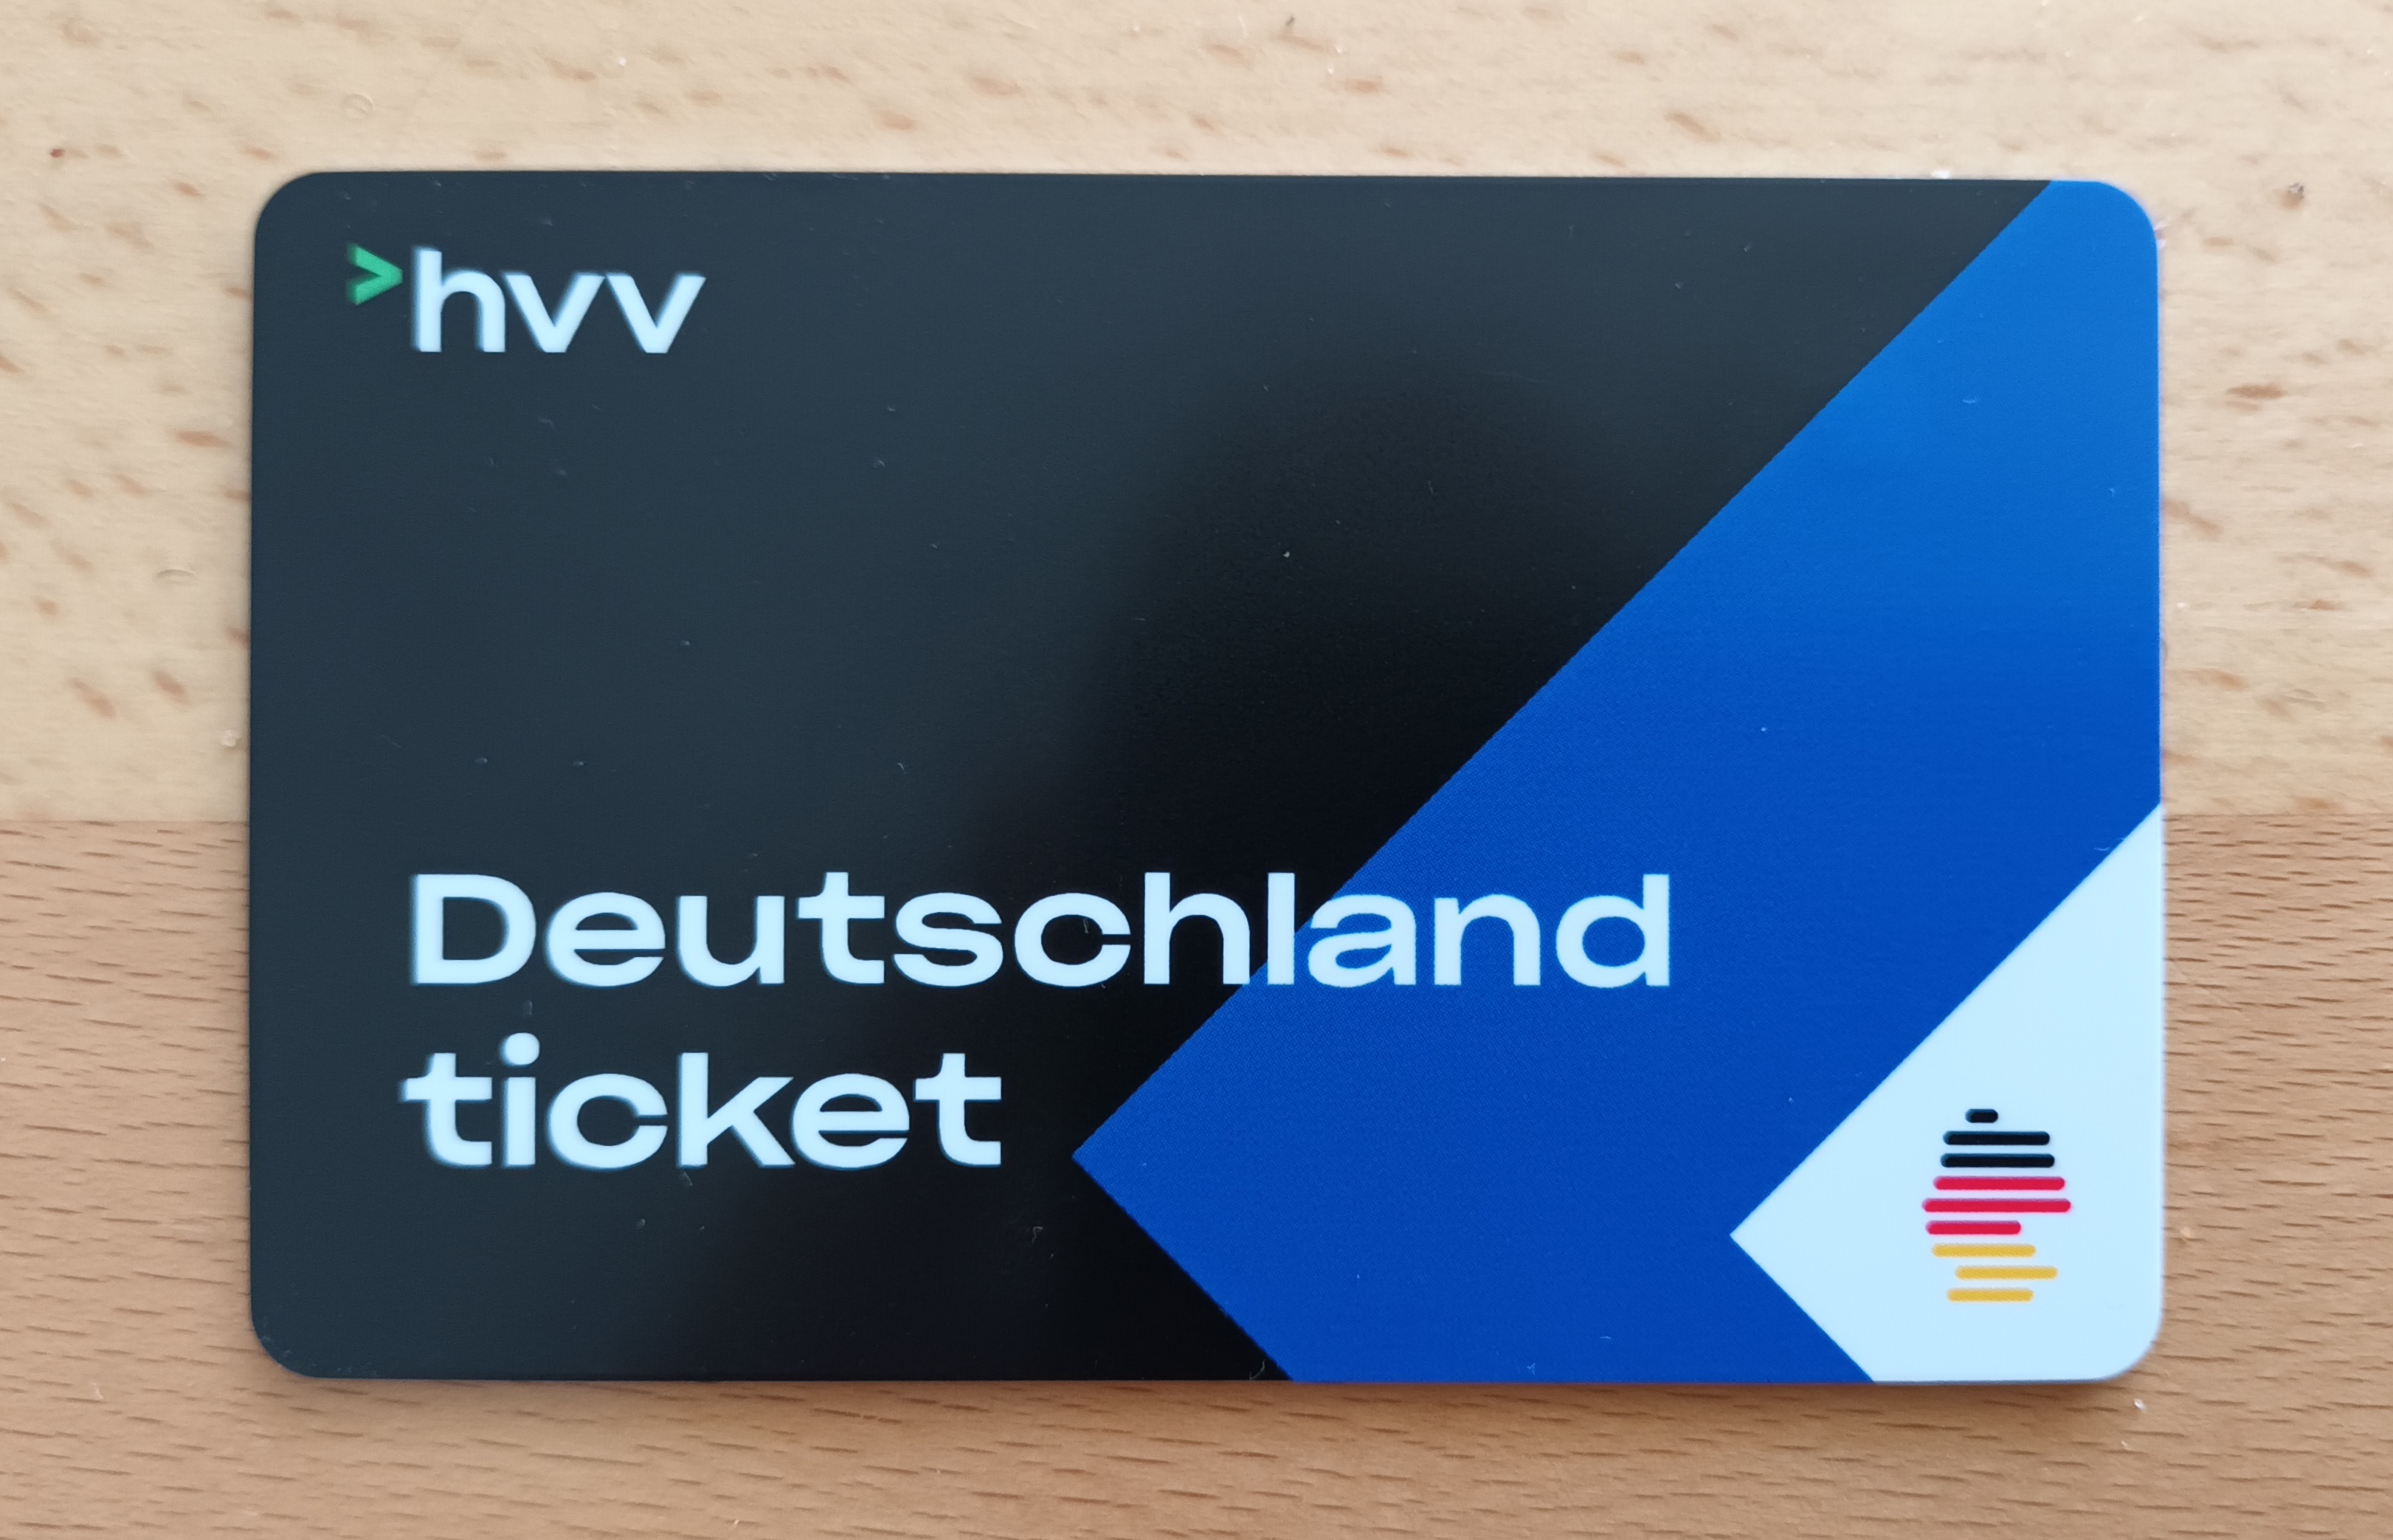 >hvv
Deutschland
ticket